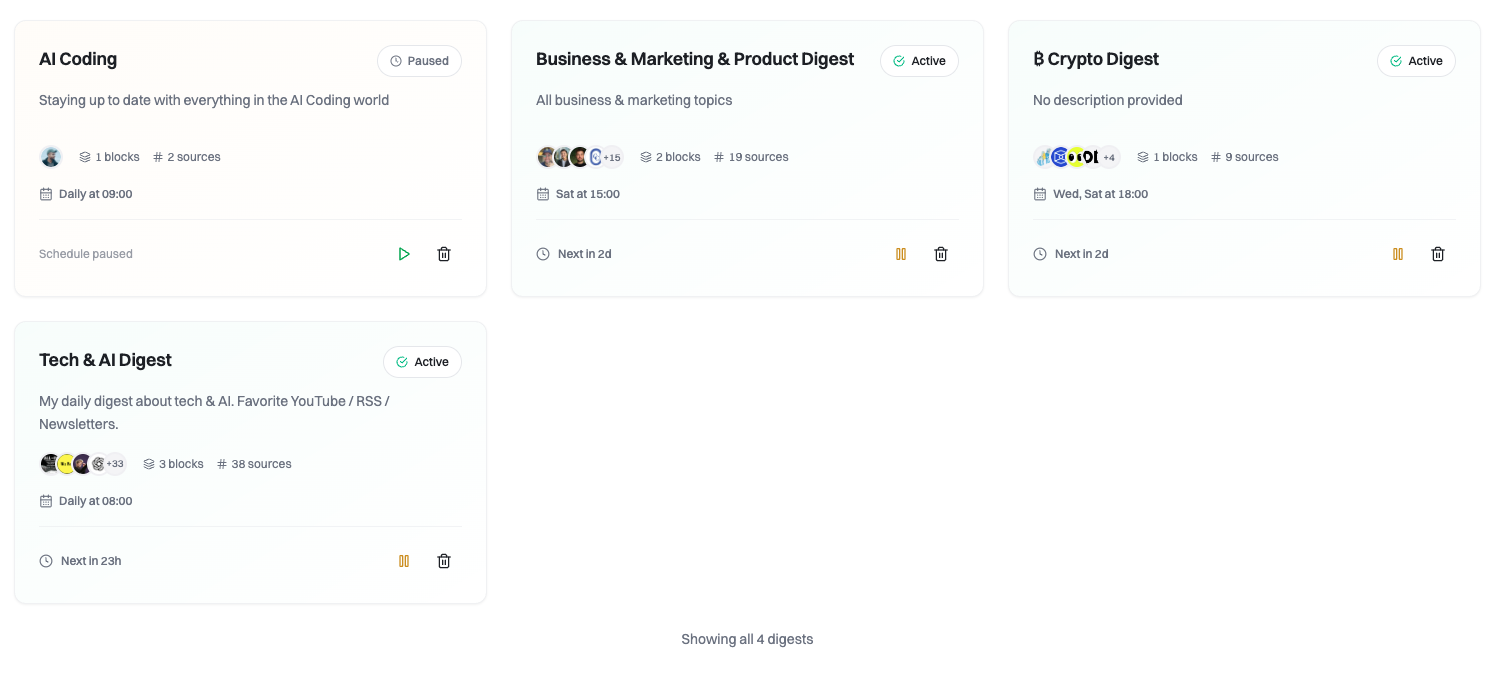 AI Coding
Paused
Staying up to date with everything in the AI Coding world
1 blocks
2 sources
Daily at 09:00
Schedule paused
Business & Marketing & Product Digest
Active
All business & marketing topics
+15
2 blocks
19 sources
Sat at 15:00
Next in 2d
₿ Crypto Digest
Active
No description provided
+4
1 blocks
9 sources
Wed, Sat at 18:00
Next in 2d
Tech & AI Digest
Active
My daily digest about tech & AI. Favorite YouTube / RSS /
Newsletters.
+33
3 blocks
38 sources
Daily at 08:00
Next in 23h
Showing all 4 digests